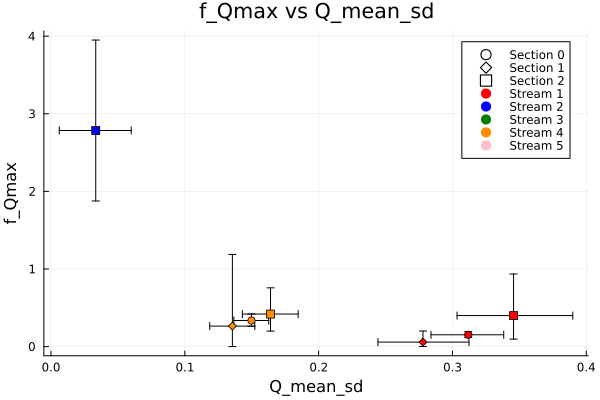 f_Qmax vs Q_mean_sd
4
3
2
1
0
f_Qmax
Section 0
Section 1
Section 2
Stream 1
Stream 2
Stream 3
Stream 4
Stream 5
0.0 0.1 0.2 0.3 0.4
Q_mean_sd